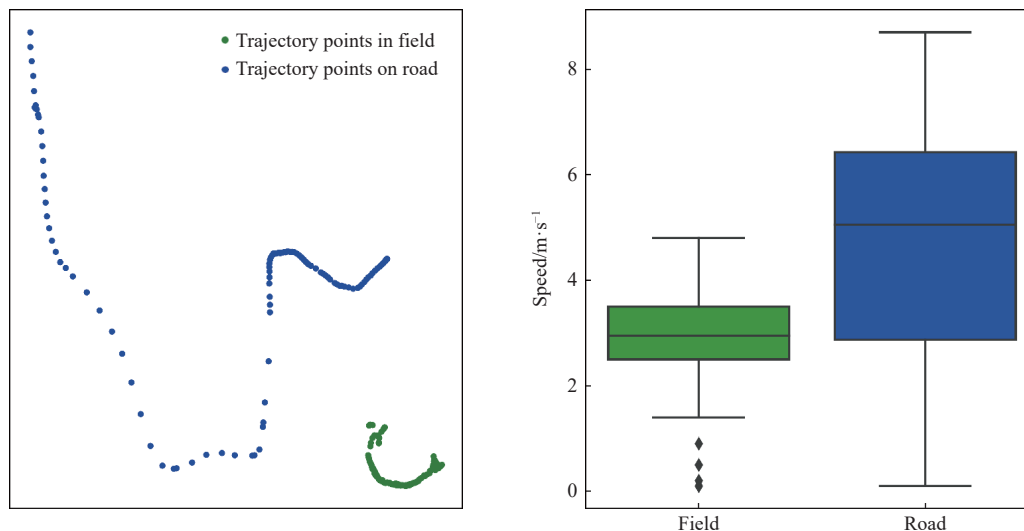 Trajectory points in field
Trajectory points on road
Speed/m·s⁻¹
8
6
4
2
0
Field
Road